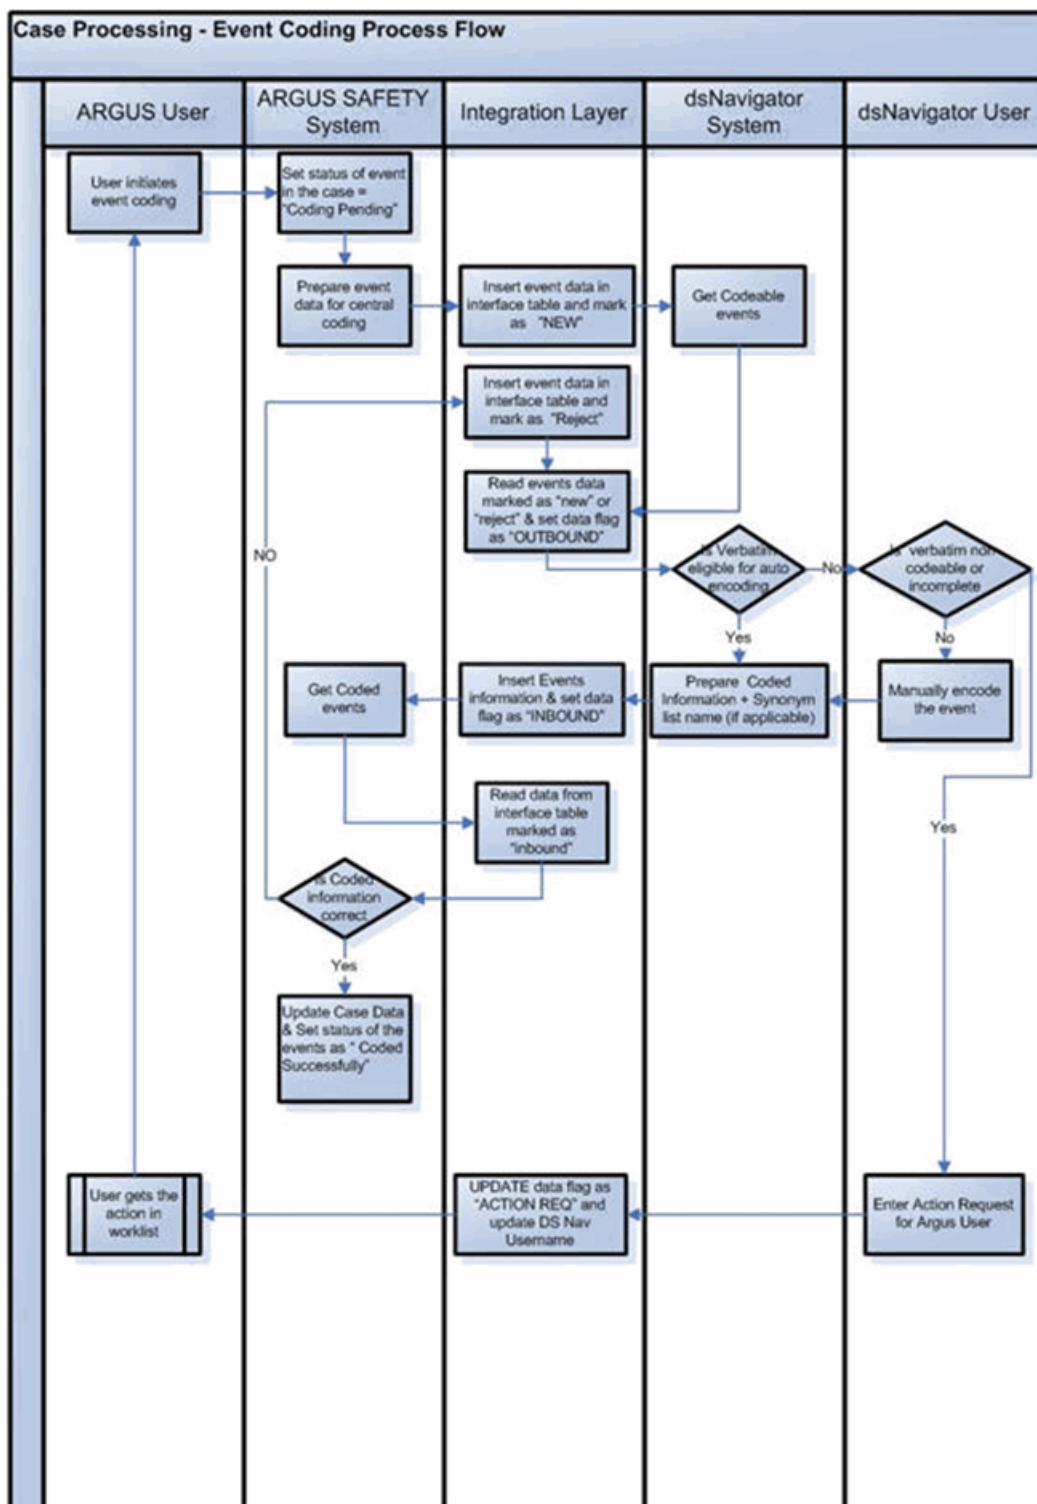 Case Processing - Event Coding Process Flow
ARGUS User
ARGUS SAFETY
System
Integration Layer
dsNavigator
System
dsNavigator User
User initiates
event coding
Set status of event
in the case =
"Coding Pending"
Prepare event
data for central
coding
Insert event data in
interface table and mark
as "NEW"
Get Codeable
events
Insert event data in
interface table and
mark as "Reject"
Read events data
marked as "new" or
"reject" & set data flag
as "OUTBOUND"
NO
Is Verbatim
eligible for auto
encoding
No
Is verbatim non
codeable or
incomplete
Yes
No
Get Coded
events
Insert Events
information & set data
flag as "INBOUND"
Prepare Coded
Information + Synonym
list name (if applicable)
Manually encode
the event
Read data from
interface table
marked as
"inbound"
Yes
Is Coded
information
correct
Yes
Update Case Data
& Set status of the
events as " Coded
Successfully"
User gets the
action in
worklist
UPDATE data flag as
"ACTION REQ" and
update DS Nav
Username
Enter Action Request
for Argus User